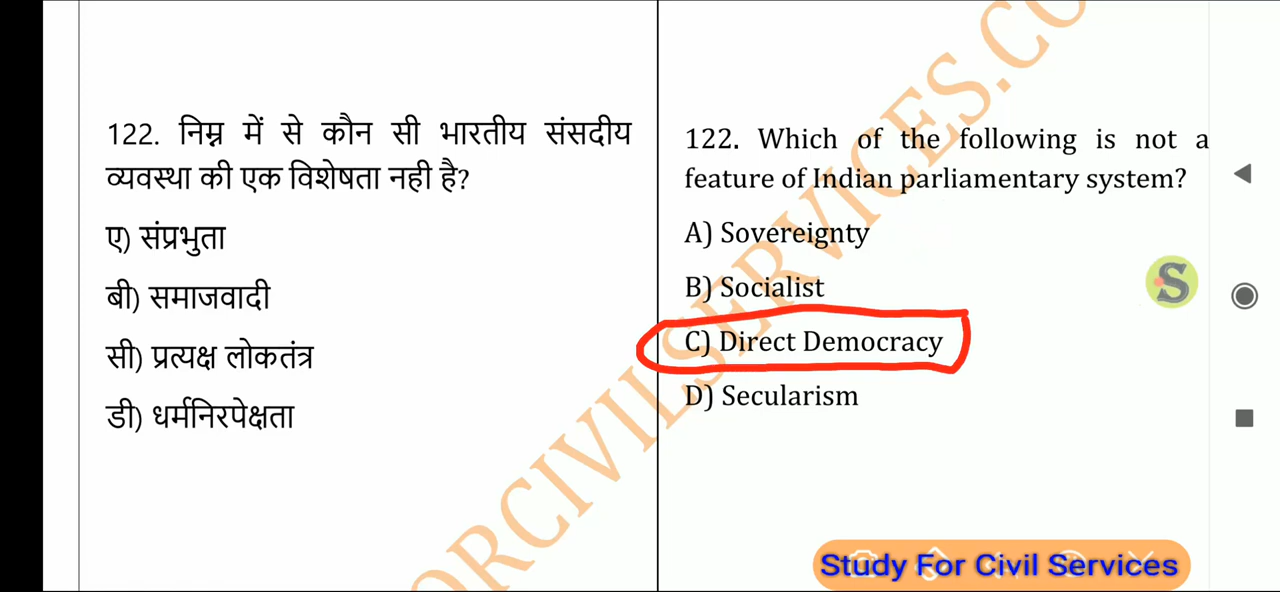 122. निम्न में से कौन सी भारतीय संसदीय
व्यवस्था की एक विशेषता नही है?
ए) संप्रभुता
बी) समाजवादी
सी) प्रत्यक्ष लोकतंत्र
डी) धर्मनिरपेक्षता
122. Which of the following is not a
feature of Indian parliamentary system?
A) Sovereignty
B) Socialist
C) Direct Democracy
D) Secularism
ORCIVILSERVICES.CO
S
Study For Civil Services